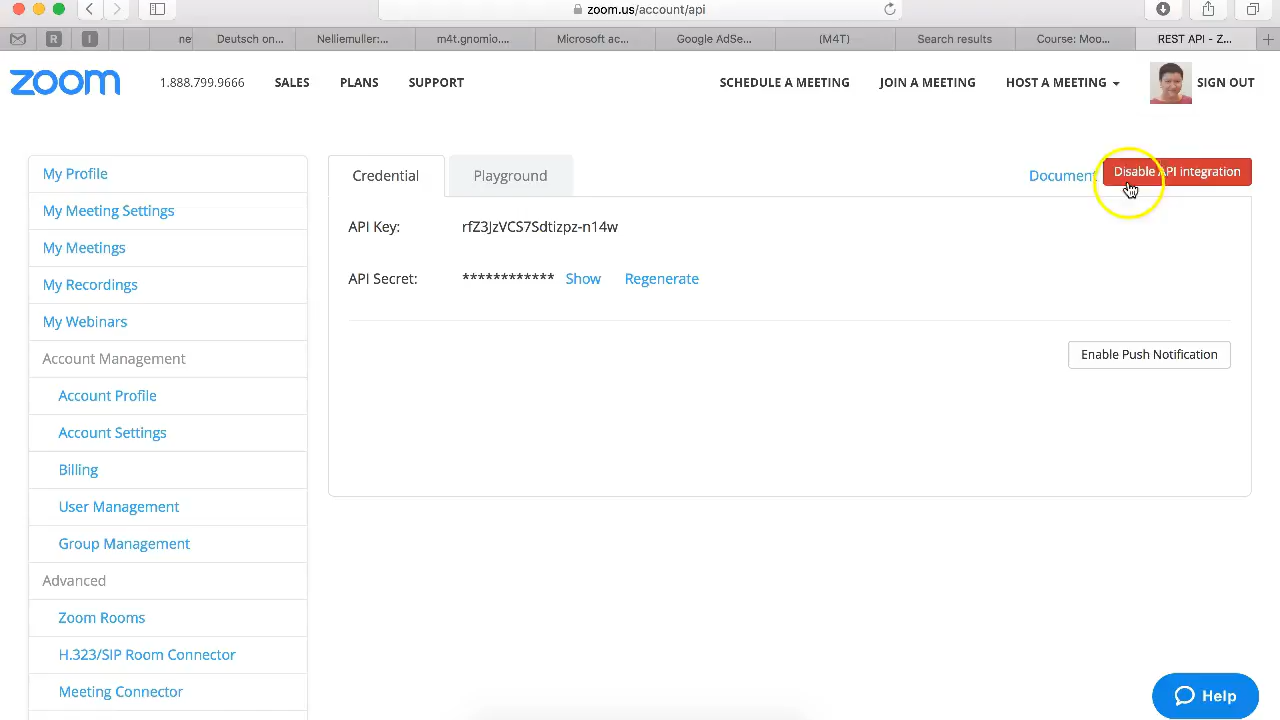 zoom.us/account/api
R
I
ne
Deutsch on...
Nelliemuller:...
m4t.gnomio....
Microsoft ac...
Google AdSe...
(M4T)
Search results
Course: Moo...
REST API - Z...
zoom
1.888.799.9666
SALES
PLANS
SUPPORT
SCHEDULE A MEETING
JOIN A MEETING
HOST A MEETING
SIGN OUT
My Profile
My Meeting Settings
My Meetings
My Recordings
My Webinars
Account Management
Account Profile
Account Settings
Billing
User Management
Group Management
Advanced
Zoom Rooms
H.323/SIP Room Connector
Meeting Connector
Credential
Playground
Document
Disable API integration
API Key: rfZ3JzVCS7Sdtizpz-n14w
API Secret: ************ Show Regenerate
Enable Push Notification
Help